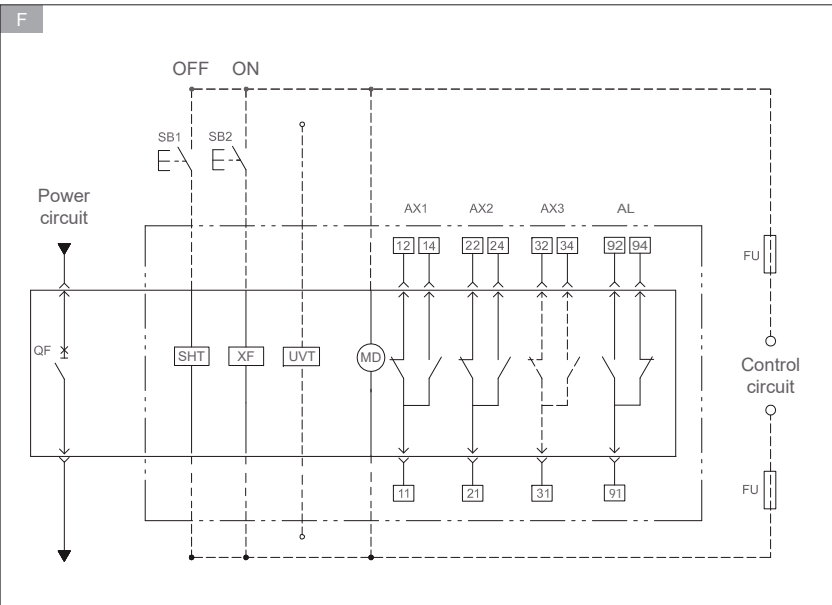 F
OFF ON
SB1 SB2
Power
circuit
AX1 AX2 AX3 AL
12 14 22 24 32 34 92 94
FU
QF
SHT XF UVT MD
Control
circuit
11 21 31 91
FU